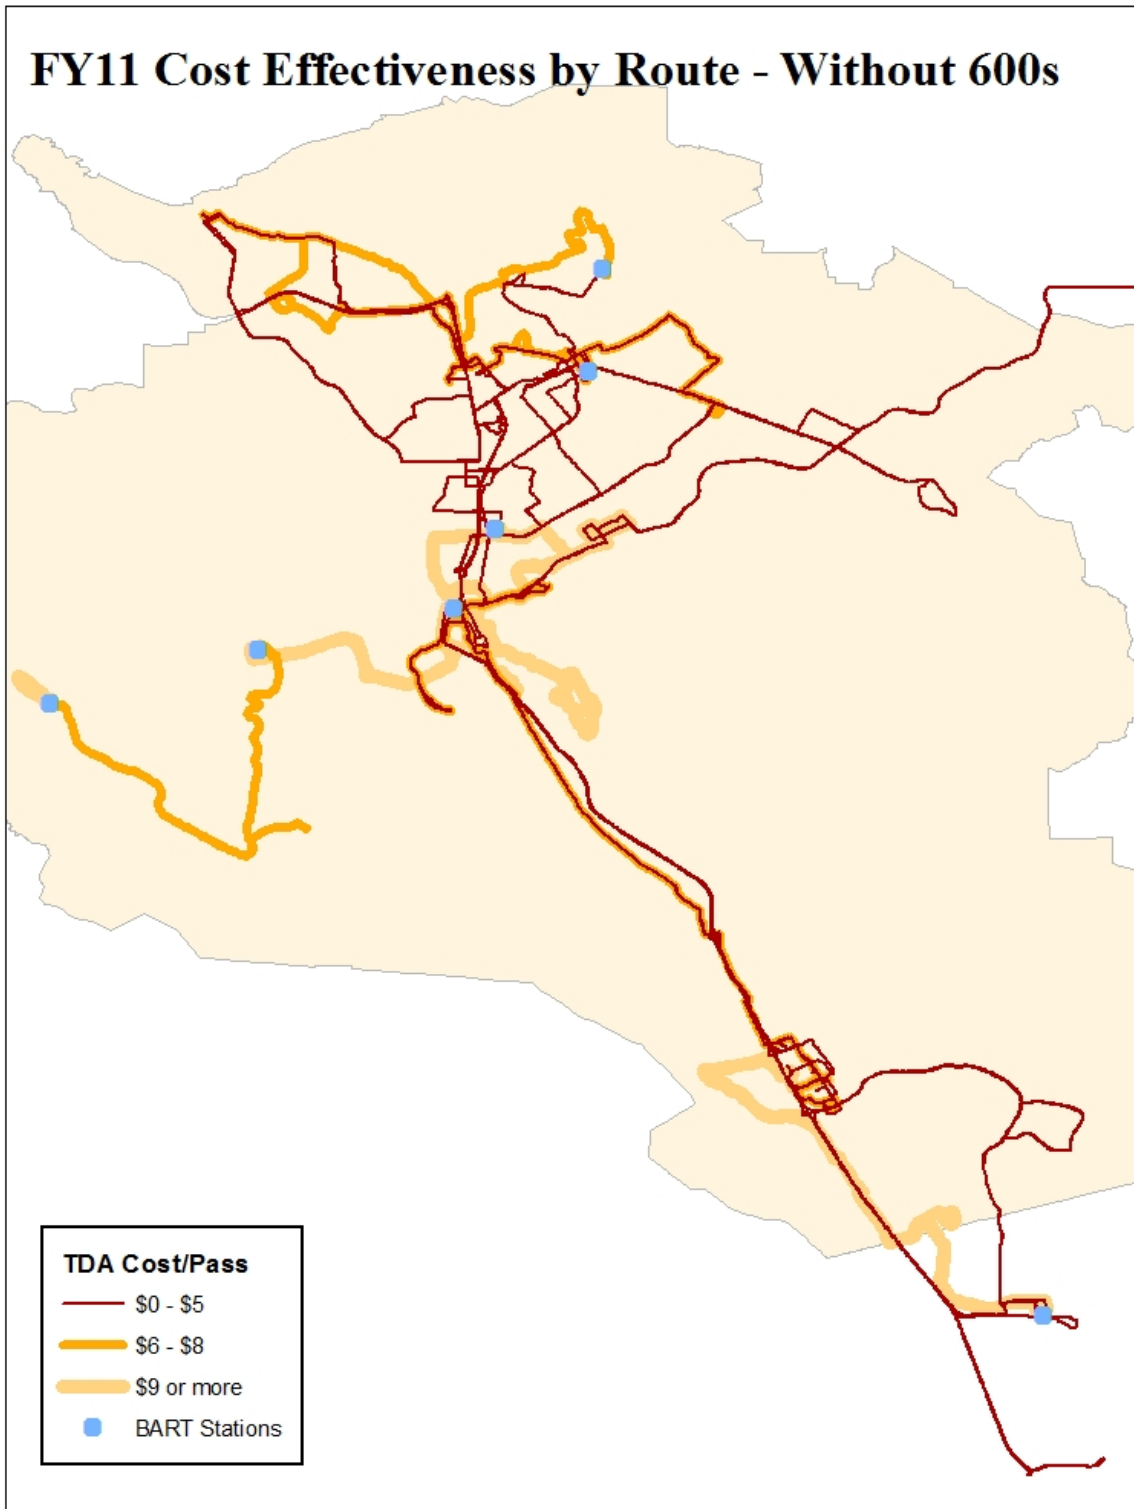 FY11 Cost Effectiveness by Route - Without 600s
TDA Cost/Pass
$0 - $5
$6 - $8
$9 or more
BART Stations